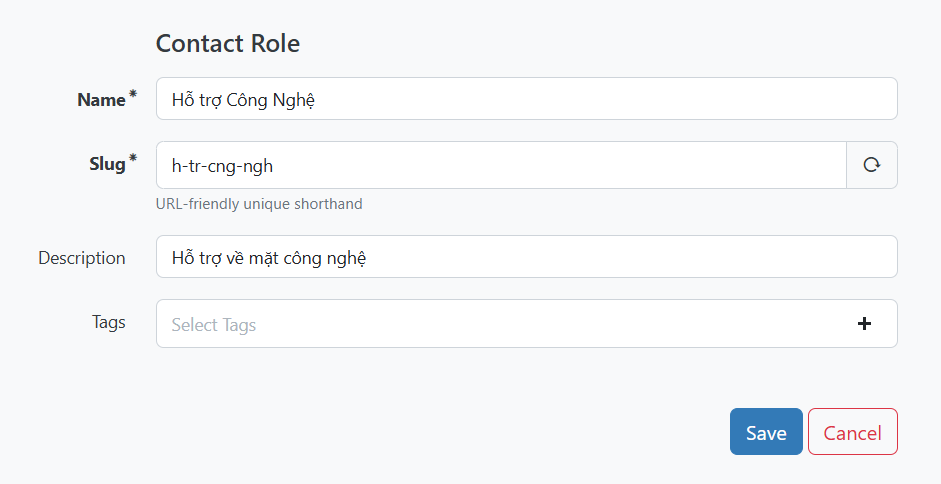 Contact Role
Name*
Hỗ trợ Công Nghệ
Slug*
h-tr-cng-ngh
URL-friendly unique shorthand
Description
Hỗ trợ về mặt công nghệ
Tags
Select Tags
Save Cancel